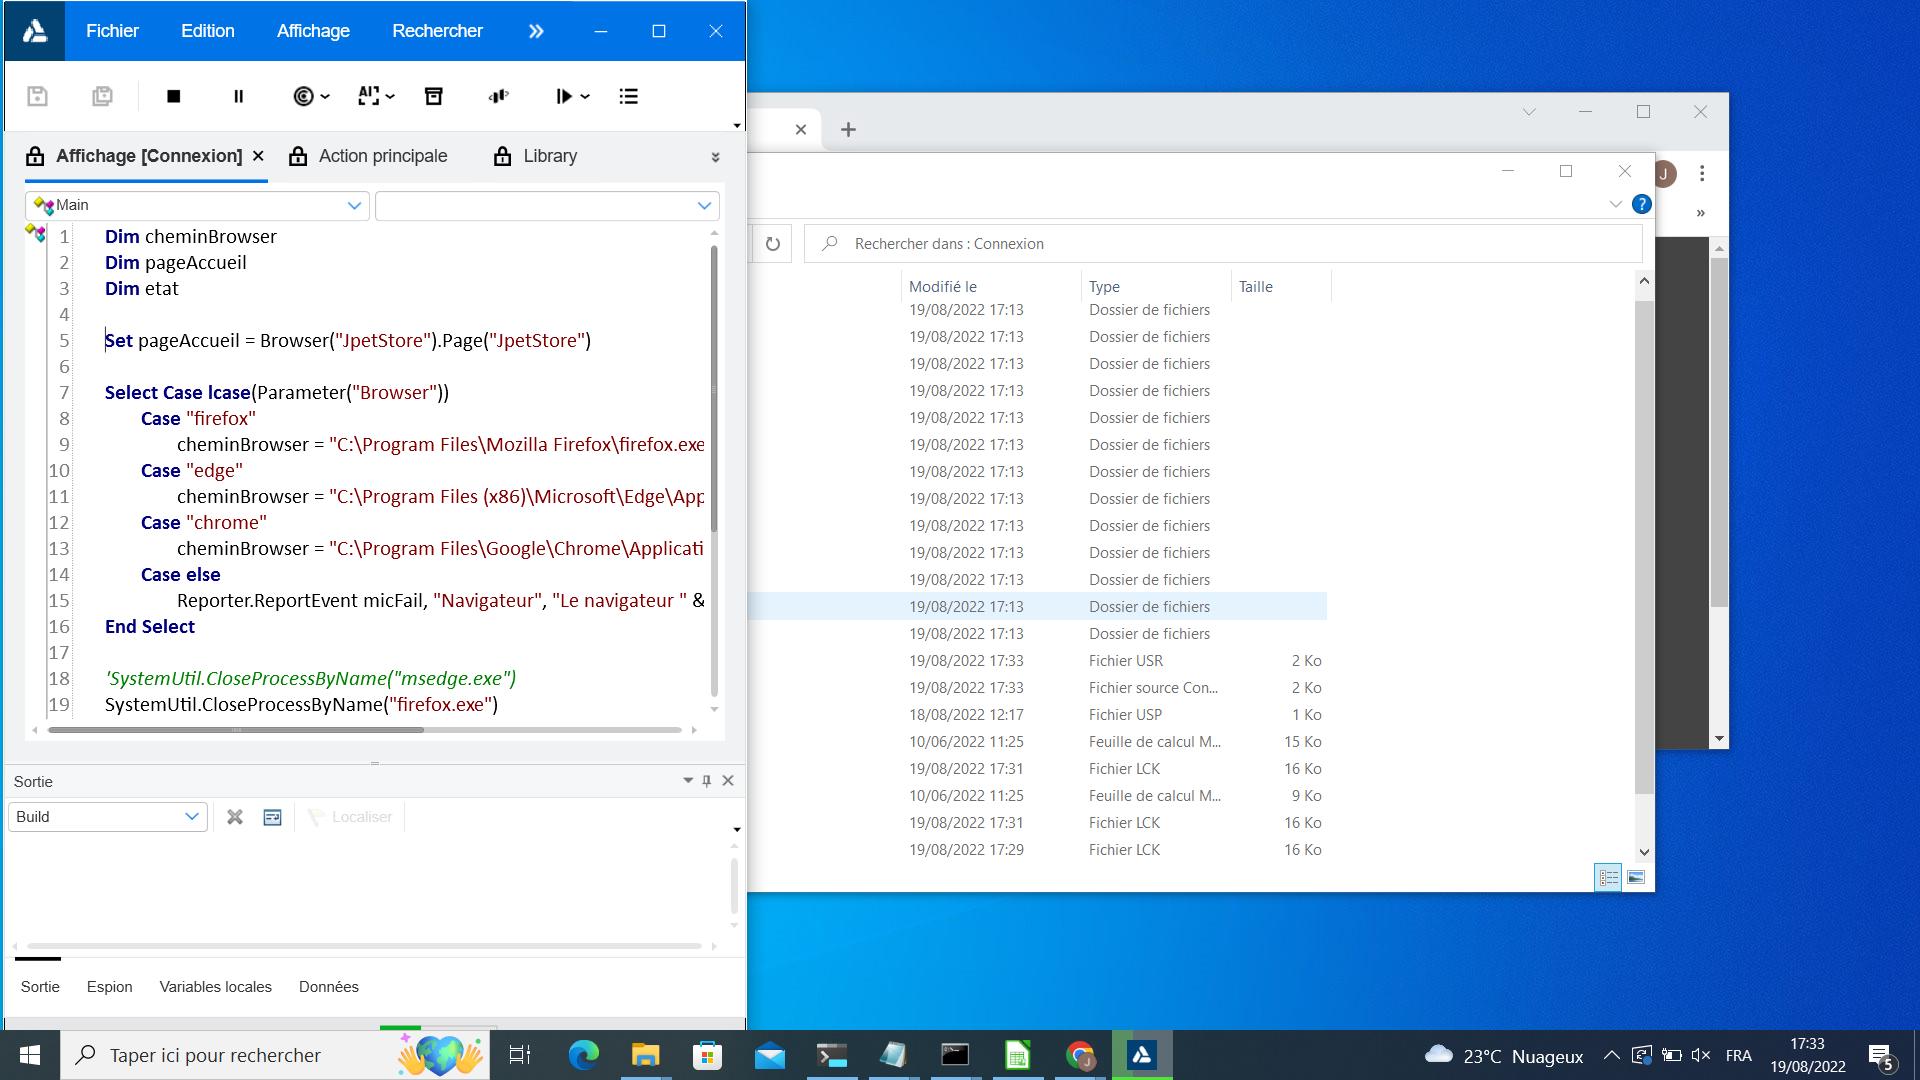 Fichier Edition Affichage Rechercher
Affichage [Connexion] Action principale Library
Main
1 Dim cheminBrowser
2 Dim pageAccueil
3 Dim etat
4
5 Set pageAccueil = Browser("JpetStore").Page("JpetStore")
6
7 Select Case lcase(Parameter("Browser"))
8 Case "firefox"
9 cheminBrowser = "C:\Program Files\Mozilla Firefox\firefox.exe
10 Case "edge"
11 cheminBrowser = "C:\Program Files (x86)\Microsoft\Edge\App
12 Case "chrome"
13 cheminBrowser = "C:\Program Files\Google\Chrome\Applicati
14 Case else
15 Reporter.ReportEvent micFail, "Navigateur", "Le navigateur " &
16 End Select
17
18 'SystemUtil.CloseProcessByName("msedge.exe")
19 SystemUtil.CloseProcessByName("firefox.exe")
Sortie
Build Localiser
Sortie Espion Variables locales Données
J
Rechercher dans : Connexion
Modifié le Type Taille
19/08/2022 17:13 Dossier de fichiers
19/08/2022 17:13 Dossier de fichiers
19/08/2022 17:13 Dossier de fichiers
19/08/2022 17:13 Dossier de fichiers
19/08/2022 17:13 Dossier de fichiers
19/08/2022 17:13 Dossier de fichiers
19/08/2022 17:13 Dossier de fichiers
19/08/2022 17:13 Dossier de fichiers
19/08/2022 17:13 Dossier de fichiers
19/08/2022 17:13 Dossier de fichiers
19/08/2022 17:13 Dossier de fichiers
19/08/2022 17:13 Dossier de fichiers
19/08/2022 17:13 Dossier de fichiers
19/08/2022 17:33 Fichier USR 2 Ko
19/08/2022 17:33 Fichier source Con... 2 Ko
18/08/2022 12:17 Fichier USP 1 Ko
10/06/2022 11:25 Feuille de calcul M... 15 Ko
19/08/2022 17:31 Fichier LCK 16 Ko
10/06/2022 11:25 Feuille de calcul M... 9 Ko
19/08/2022 17:31 Fichier LCK 16 Ko
19/08/2022 17:29 Fichier LCK 16 Ko
Taper ici pour rechercher
23°C Nuageux
FRA
17:33
19/08/2022
5